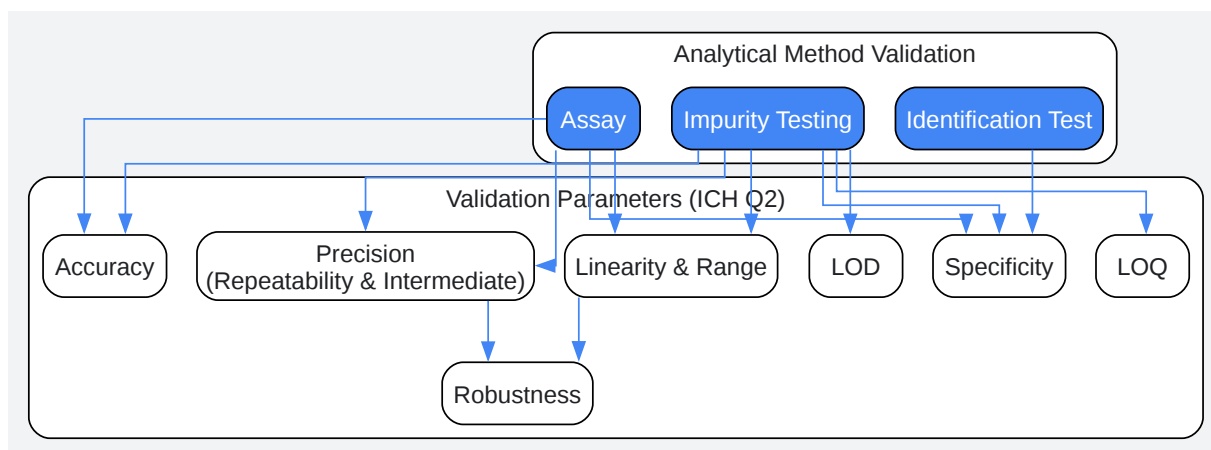 Analytical Method Validation
Assay
Impurity Testing
Identification Test
Validation Parameters (ICH Q2)
Accuracy
Precision
(Repeatability & Intermediate)
Linearity & Range
LOD
Specificity
LOQ
Robustness